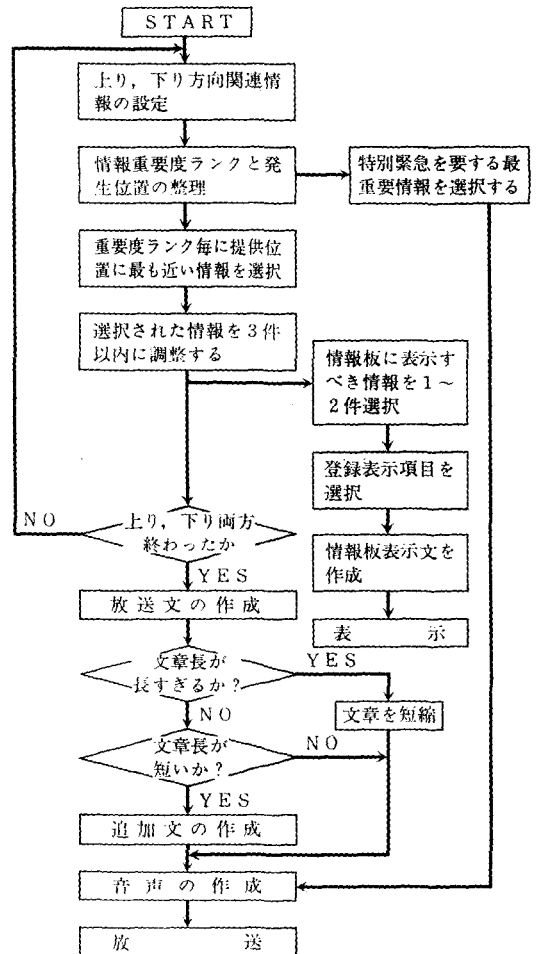 START
上り，下り方向関連情
報の設定
情報重要度ランクと発
生位置の整理
特別緊急を要する最
重要情報を選択する
重要度ランク毎に提供位
置に最も近い情報を選択
選択された情報を3件
以内に調整する
情報板に表示す
べき情報を1～
2件選択
登録表示項目を
選択
情報板表示文を
作成
表示
NO
上り，下り両方
終わったか
YES
放送文の作成
文章長が
長すぎるか?
YES
文章を短縮
NO
文章長が
短いか?
NO
YES
追加文の作成
音声の作成
放送